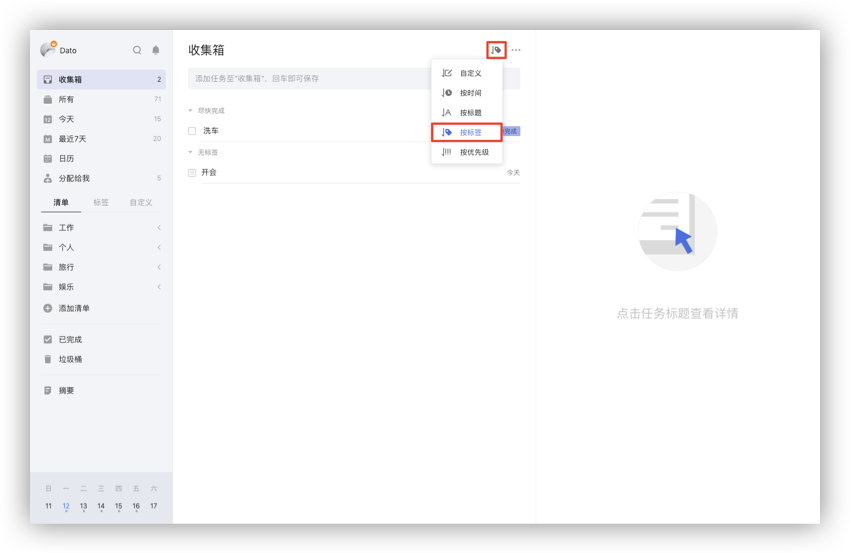 Dato
收集箱 2
所有 71
今天 15
最近7天 20
日历
分配给我 5
清单 标签 自定义
工作
个人
旅行
娱乐
添加清单
已完成
垃圾桶
摘要
日 一 二 三 四 五 六
11 12 13 14 15 16 17
收集箱
添加任务至"收集箱"，回车即可保存
尽快完成
洗车
完成
无标签
开会 今天
自定义
按时间
按标题
按标签
按优先级
点击任务标题查看详情